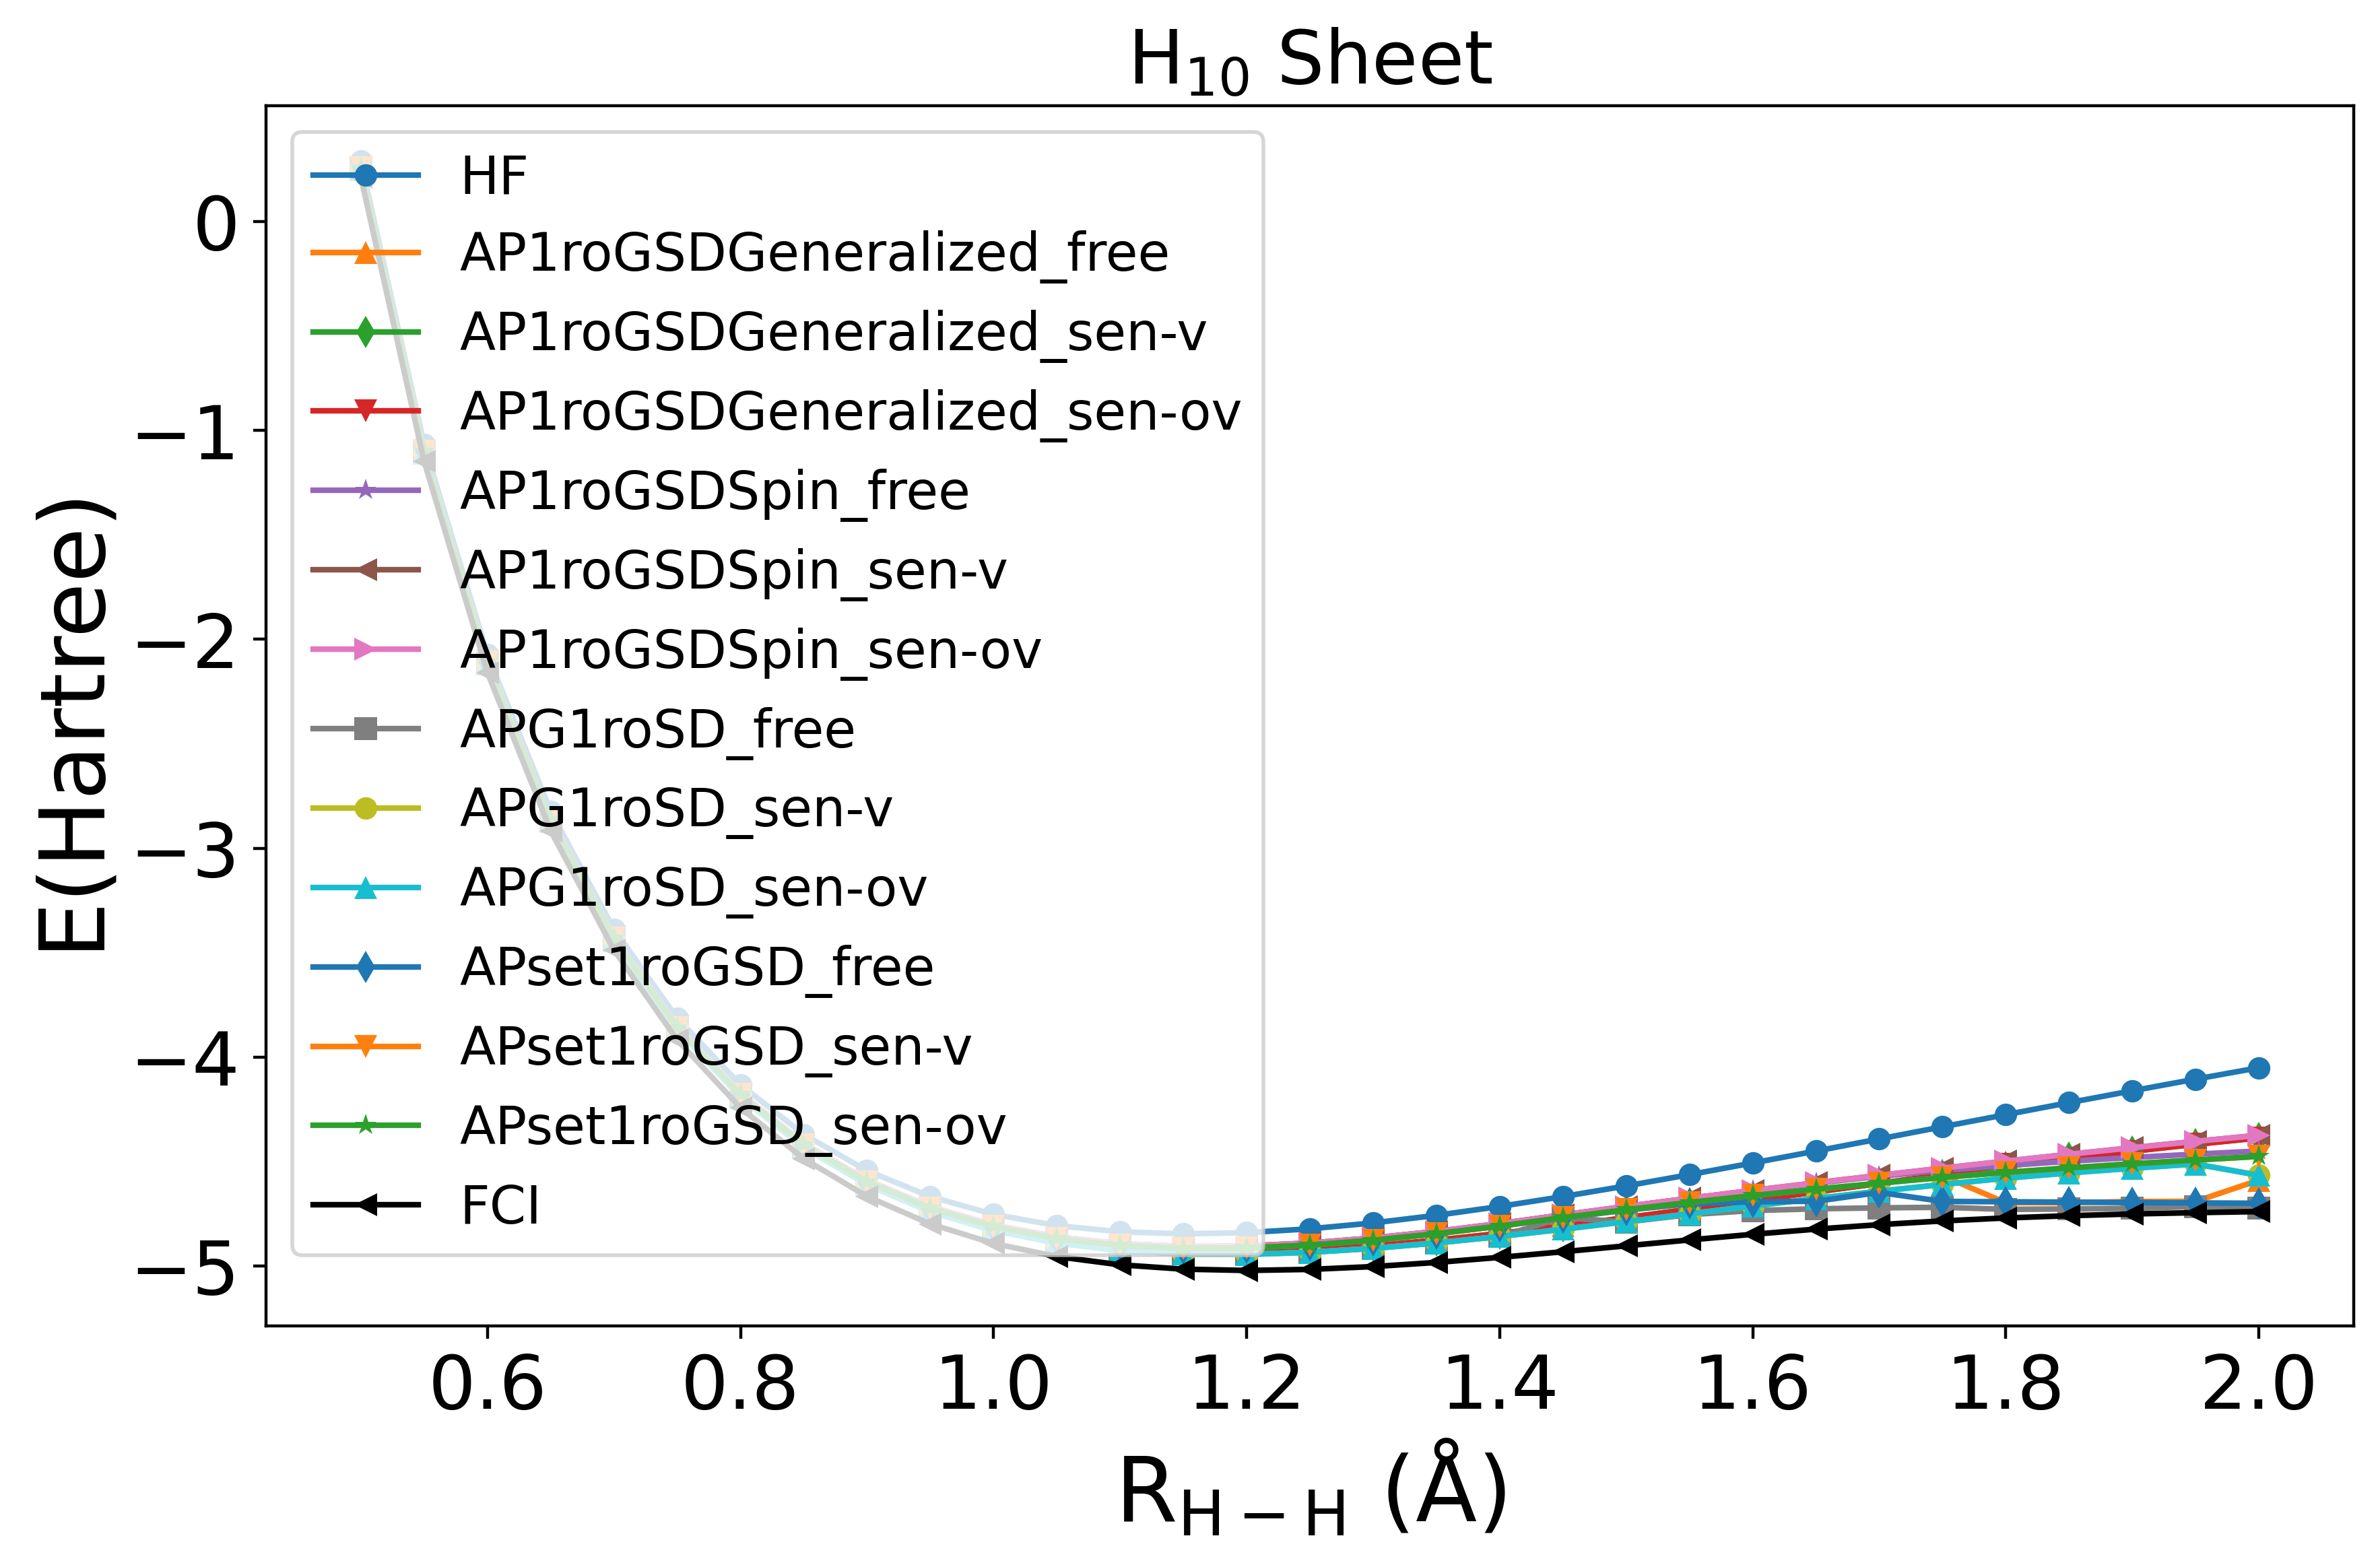 H₁₀ Sheet
E(Hartree)
0
−1
−2
−3
−4
−5
HF
AP1roGSDGeneralized_free
AP1roGSDGeneralized_sen-v
AP1roGSDGeneralized_sen-ov
AP1roGSDSpin_free
AP1roGSDSpin_sen-v
AP1roGSDSpin_sen-ov
APG1roSD_free
APG1roSD_sen-v
APG1roSD_sen-ov
APset1roGSD_free
APset1roGSD_sen-v
APset1roGSD_sen-ov
FCI
0.6 0.8 1.0 1.2 1.4 1.6 1.8 2.0
R_H−H (Å)